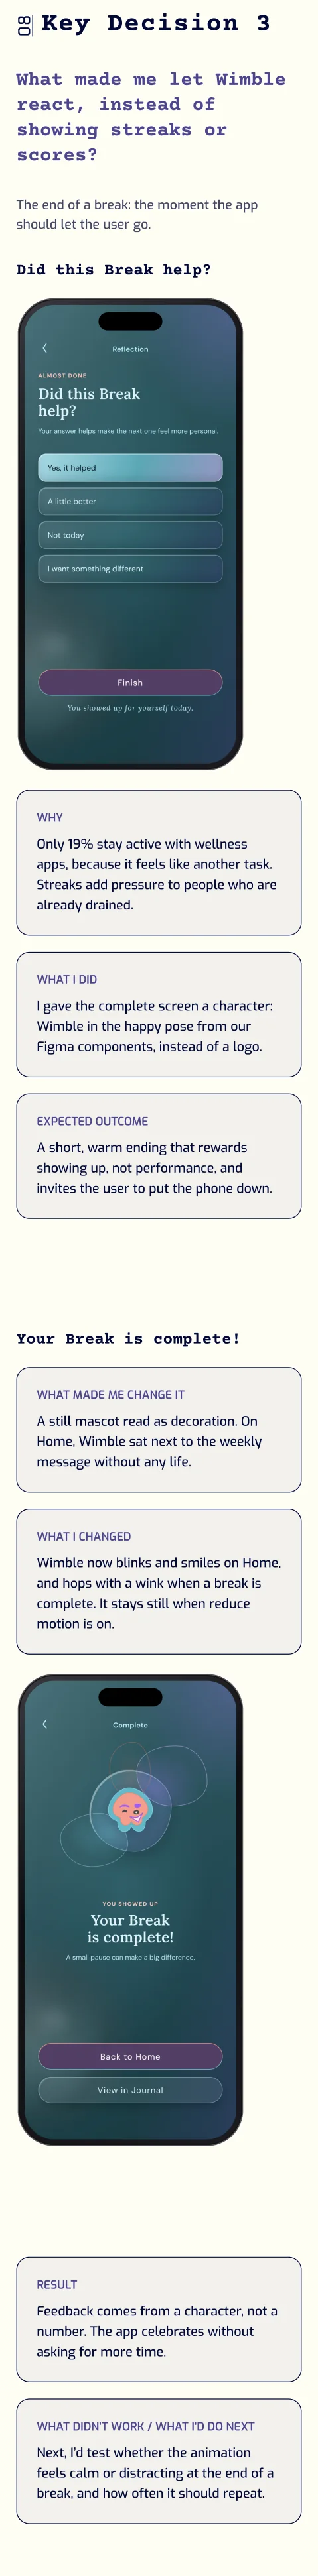 08 Key Decision 3
What made me let Wimble
react, instead of
showing streaks or
scores?
The end of a break: the moment the app
should let the user go.
Did this Break help?
Reflection
ALMOST DONE
Did this Break
help?
Your answer helps make the next one feel more personal.
Yes, it helped
A little better
Not today
I want something different
Finish
You showed up for yourself today.
WHY
Only 19% stay active with wellness
apps, because it feels like another task.
Streaks add pressure to people who are
already drained.
WHAT I DID
I gave the complete screen a character:
Wimble in the happy pose from our
Figma components, instead of a logo.
EXPECTED OUTCOME
A short, warm ending that rewards
showing up, not performance, and
invites the user to put the phone down.
Your Break is complete!
WHAT MADE ME CHANGE IT
A still mascot read as decoration. On
Home, Wimble sat next to the weekly
message without any life.
WHAT I CHANGED
Wimble now blinks and smiles on Home,
and hops with a wink when a break is
complete. It stays still when reduce
motion is on.
Complete
YOU SHOWED UP
Your Break
is complete!
A small pause can make a big difference.
Back to Home
View in Journal
RESULT
Feedback comes from a character, not a
number. The app celebrates without
asking for more time.
WHAT DIDN'T WORK / WHAT I'D DO NEXT
Next, I'd test whether the animation
feels calm or distracting at the end of a
break, and how often it should repeat.